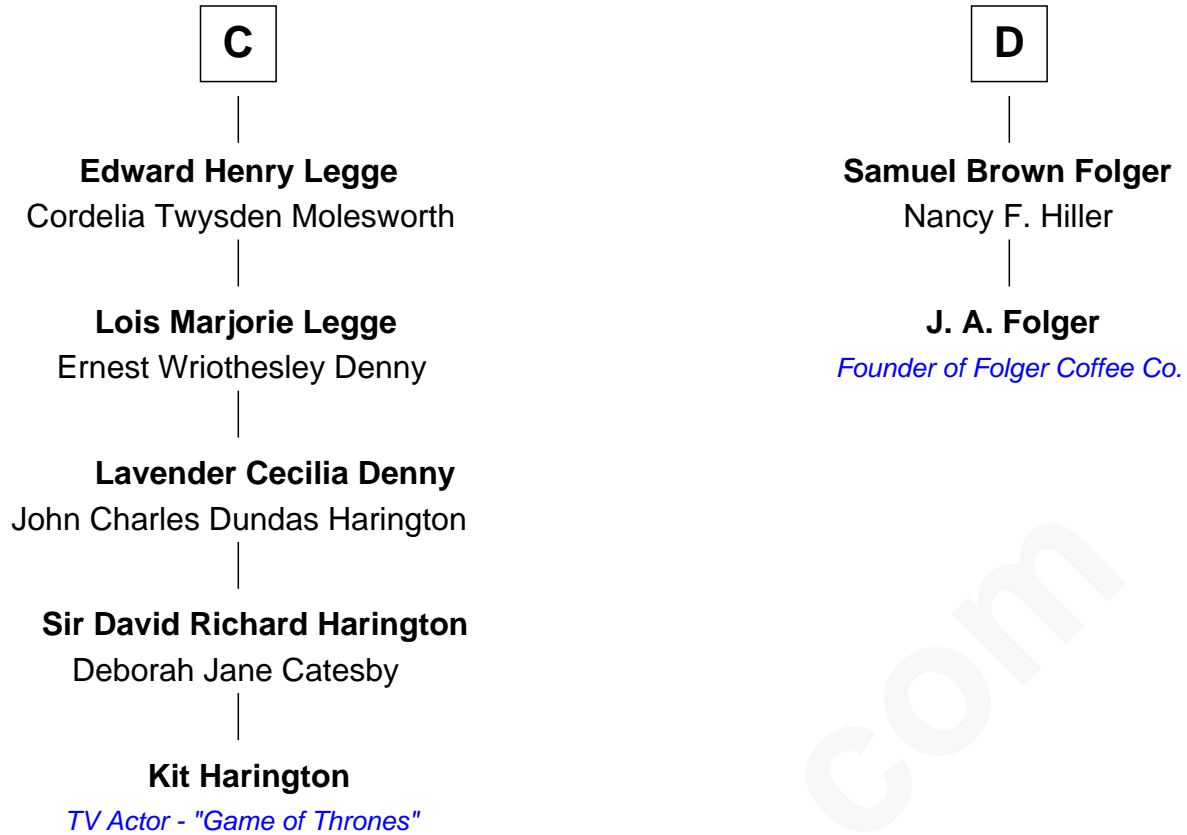 C
Edward Henry Legge
Cordelia Twysden Molesworth
Lois Marjorie Legge
Ernest Wriothesley Denny
Lavender Cecilia Denny
John Charles Dundas Harington
Sir David Richard Harington
Deborah Jane Catesby
Kit Harington
TV Actor - "Game of Thrones"
D
Samuel Brown Folger
Nancy F. Hiller
J. A. Folger
Founder of Folger Coffee Co.
com